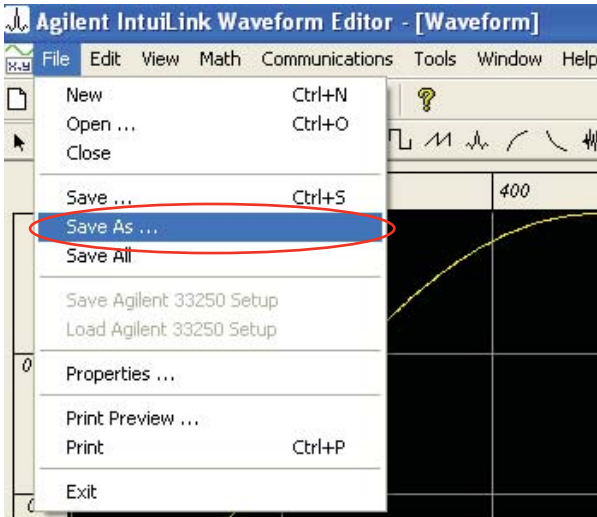 Agilent IntuiLink Waveform Editor - [Waveform]
File Edit View Math Communications Tools Window Help
New Ctrl+N
Open ... Ctrl+O
Close
Save ... Ctrl+S
400
Save As ...
Save All
Save Agilent 33250 Setup
Load Agilent 33250 Setup
0
Properties ...
Print Preview ...
Print Ctrl+P
Exit